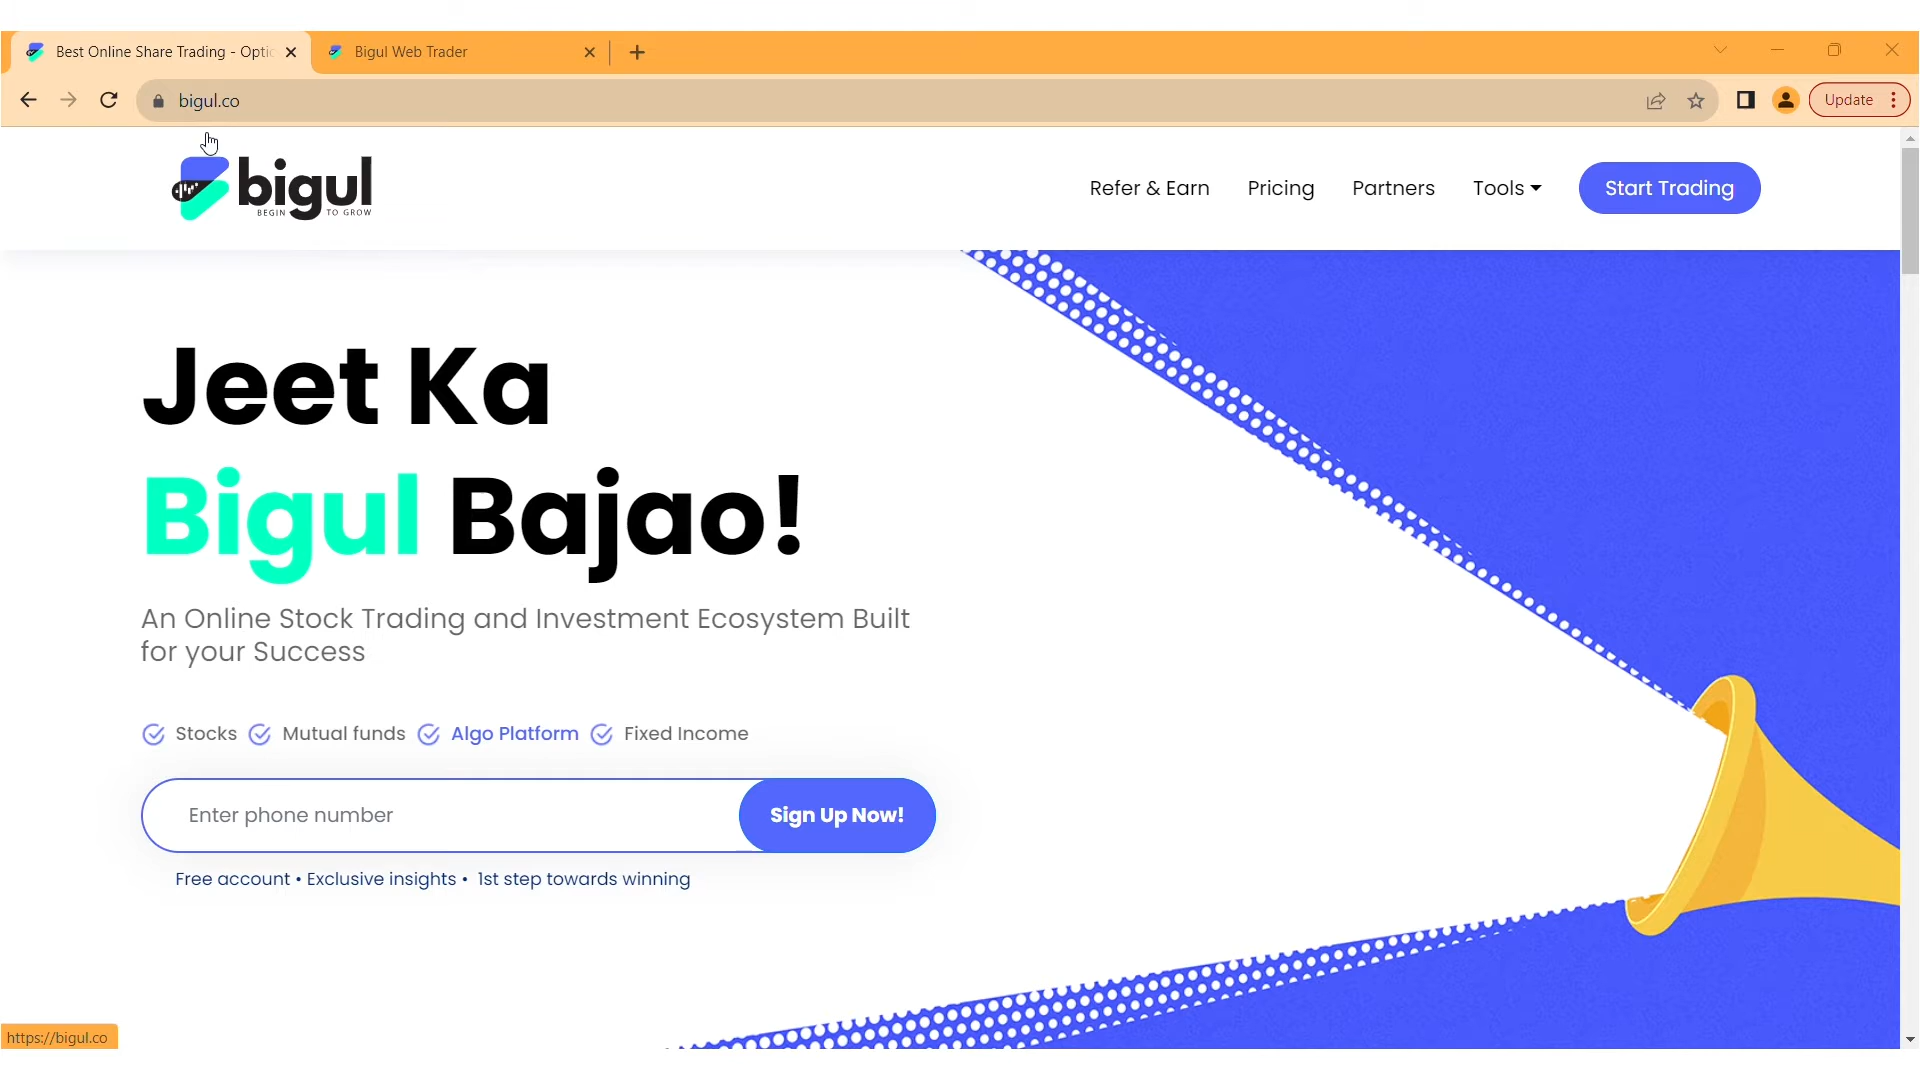 Best Online Share Trading - Optio
Bigul Web Trader
bigul.co
Update
bigul
BEGIN TO GROW
Refer & Earn
Pricing
Partners
Tools
Start Trading
Jeet Ka
Bigul Bajao!
An Online Stock Trading and Investment Ecosystem Built
for your Success
Stocks
Mutual funds
Algo Platform
Fixed Income
Enter phone number
Sign Up Now!
Free account • Exclusive insights • 1st step towards winning
https://bigul.co